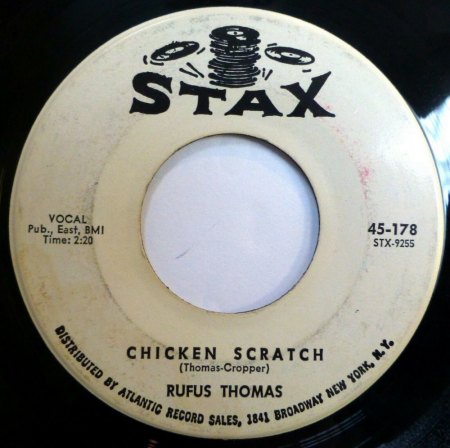 STAX
VOCAL
Pub., East, BMI
Time: 2:20
45-178
STX-9255
CHICKEN SCRATCH
(Thomas-Cropper)
RUFUS THOMAS
DISTRIBUTED BY ATLANTIC RECORD SALES, 1841 BROADWAY NEW YORK, N. Y.